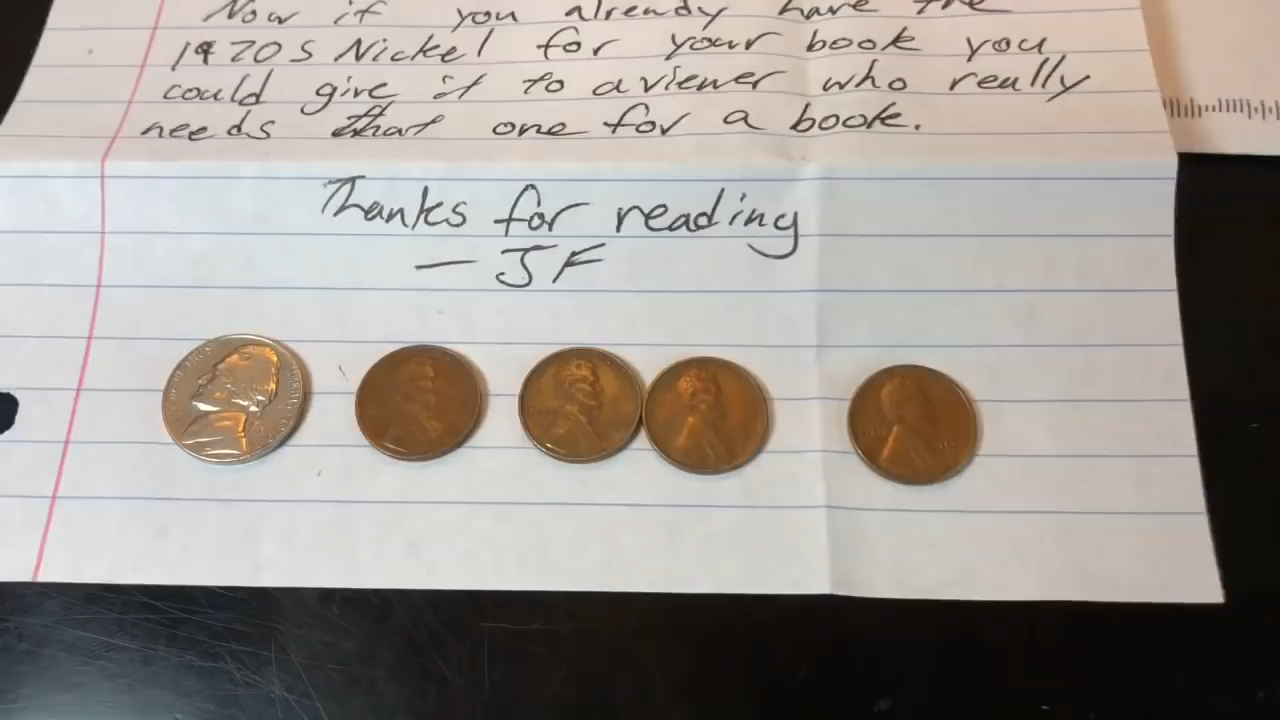 Now if you already have the
1970S Nickel for your book you
could give it to a viewer who really
needs that one for a book.
Thanks for reading
- JF